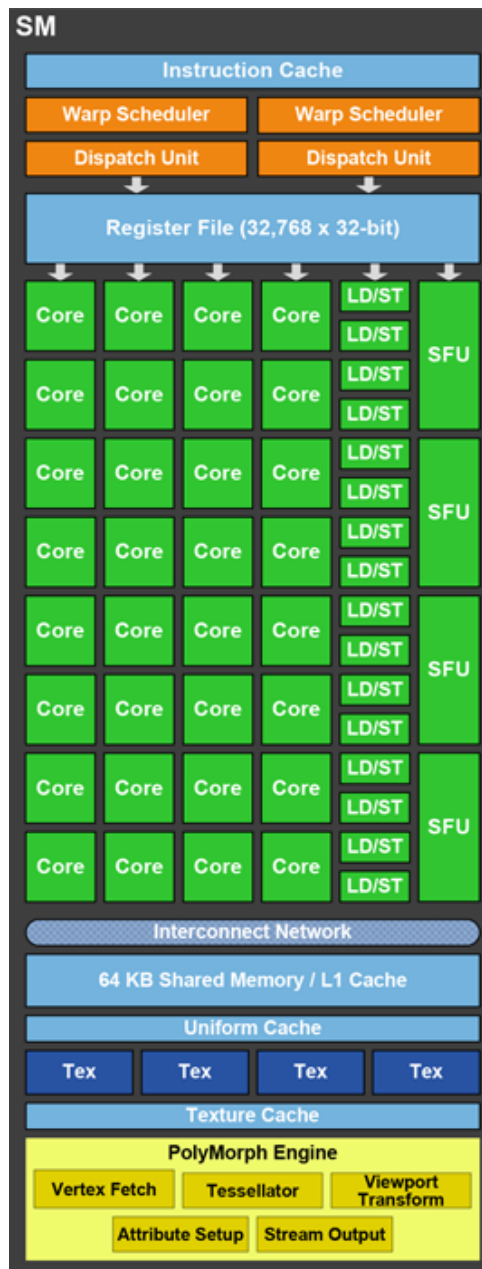 SM
Instruction Cache
Warp Scheduler Warp Scheduler
Dispatch Unit Dispatch Unit
Register File (32,768 x 32-bit)
Core Core Core Core LD/ST SFU
LD/ST
Core Core Core Core LD/ST
LD/ST
Core Core Core Core LD/ST SFU
LD/ST
Core Core Core Core LD/ST
LD/ST
Core Core Core Core LD/ST SFU
LD/ST
Core Core Core Core LD/ST
LD/ST
Core Core Core Core LD/ST SFU
LD/ST
Core Core Core Core LD/ST
LD/ST
Interconnect Network
64 KB Shared Memory / L1 Cache
Uniform Cache
Tex Tex Tex Tex
Texture Cache
PolyMorph Engine
Vertex Fetch Tessellator Viewport
Transform
Attribute Setup Stream Output